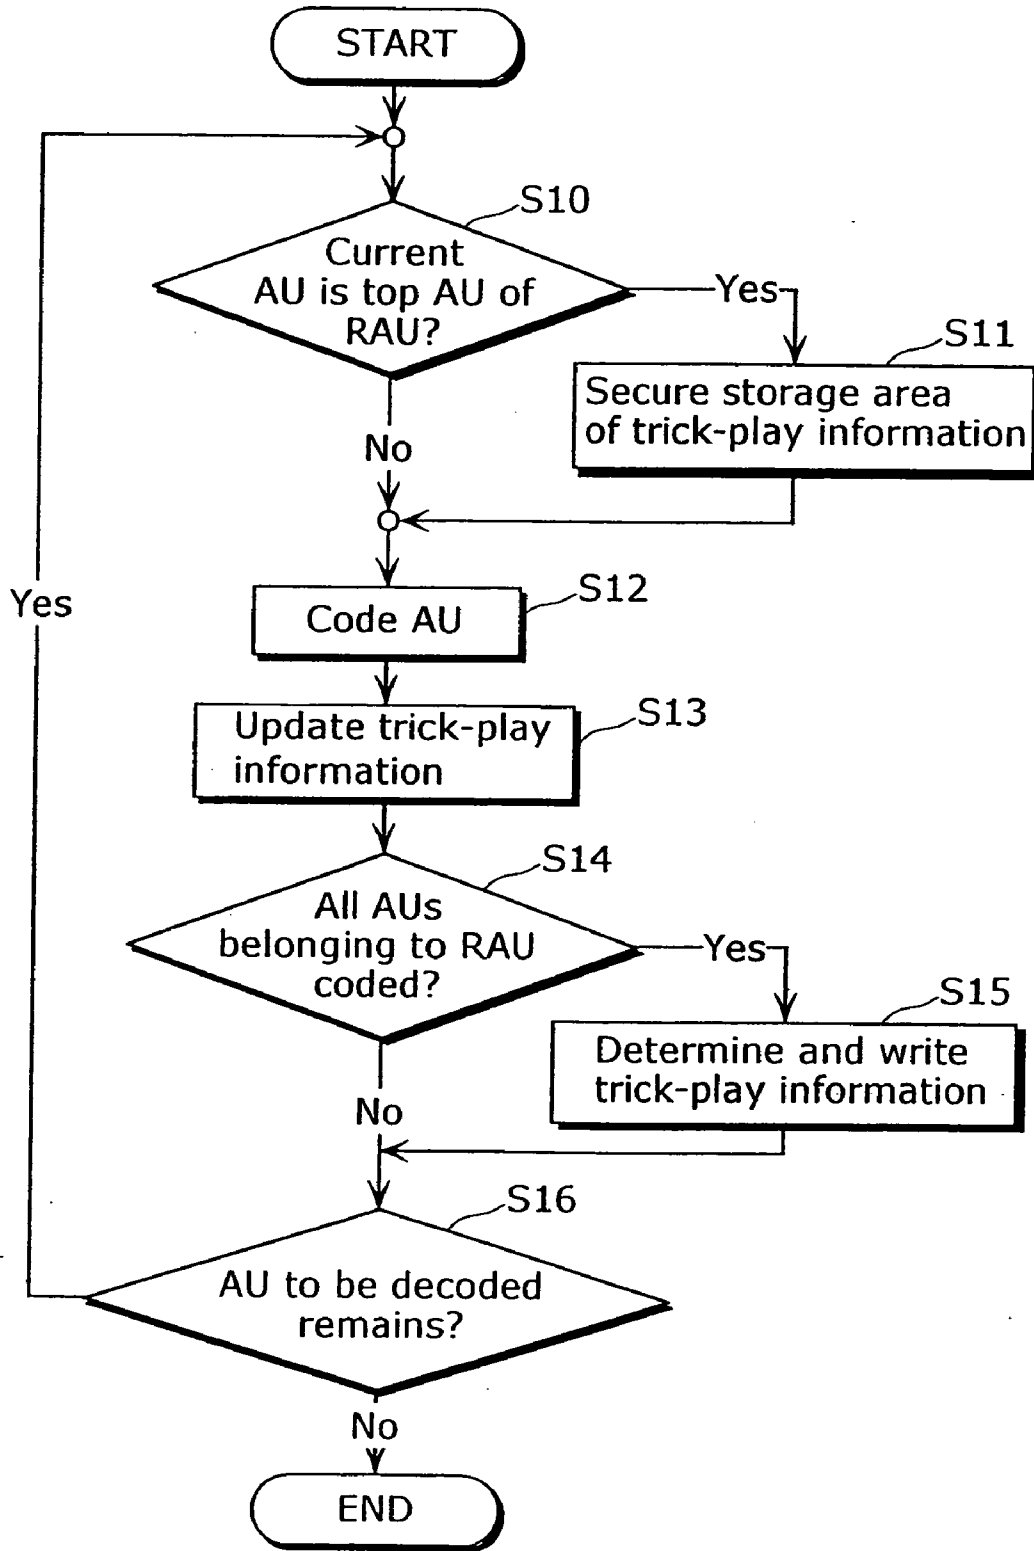 START
S10
Current
AU is top AU of
RAU?
Yes
S11
Secure storage area
of trick-play information
No
Yes
S12
Code AU
S13
Update trick-play
information
S14
All AUs
belonging to RAU
coded?
Yes
S15
Determine and write
trick-play information
No
S16
AU to be decoded
remains?
No
END